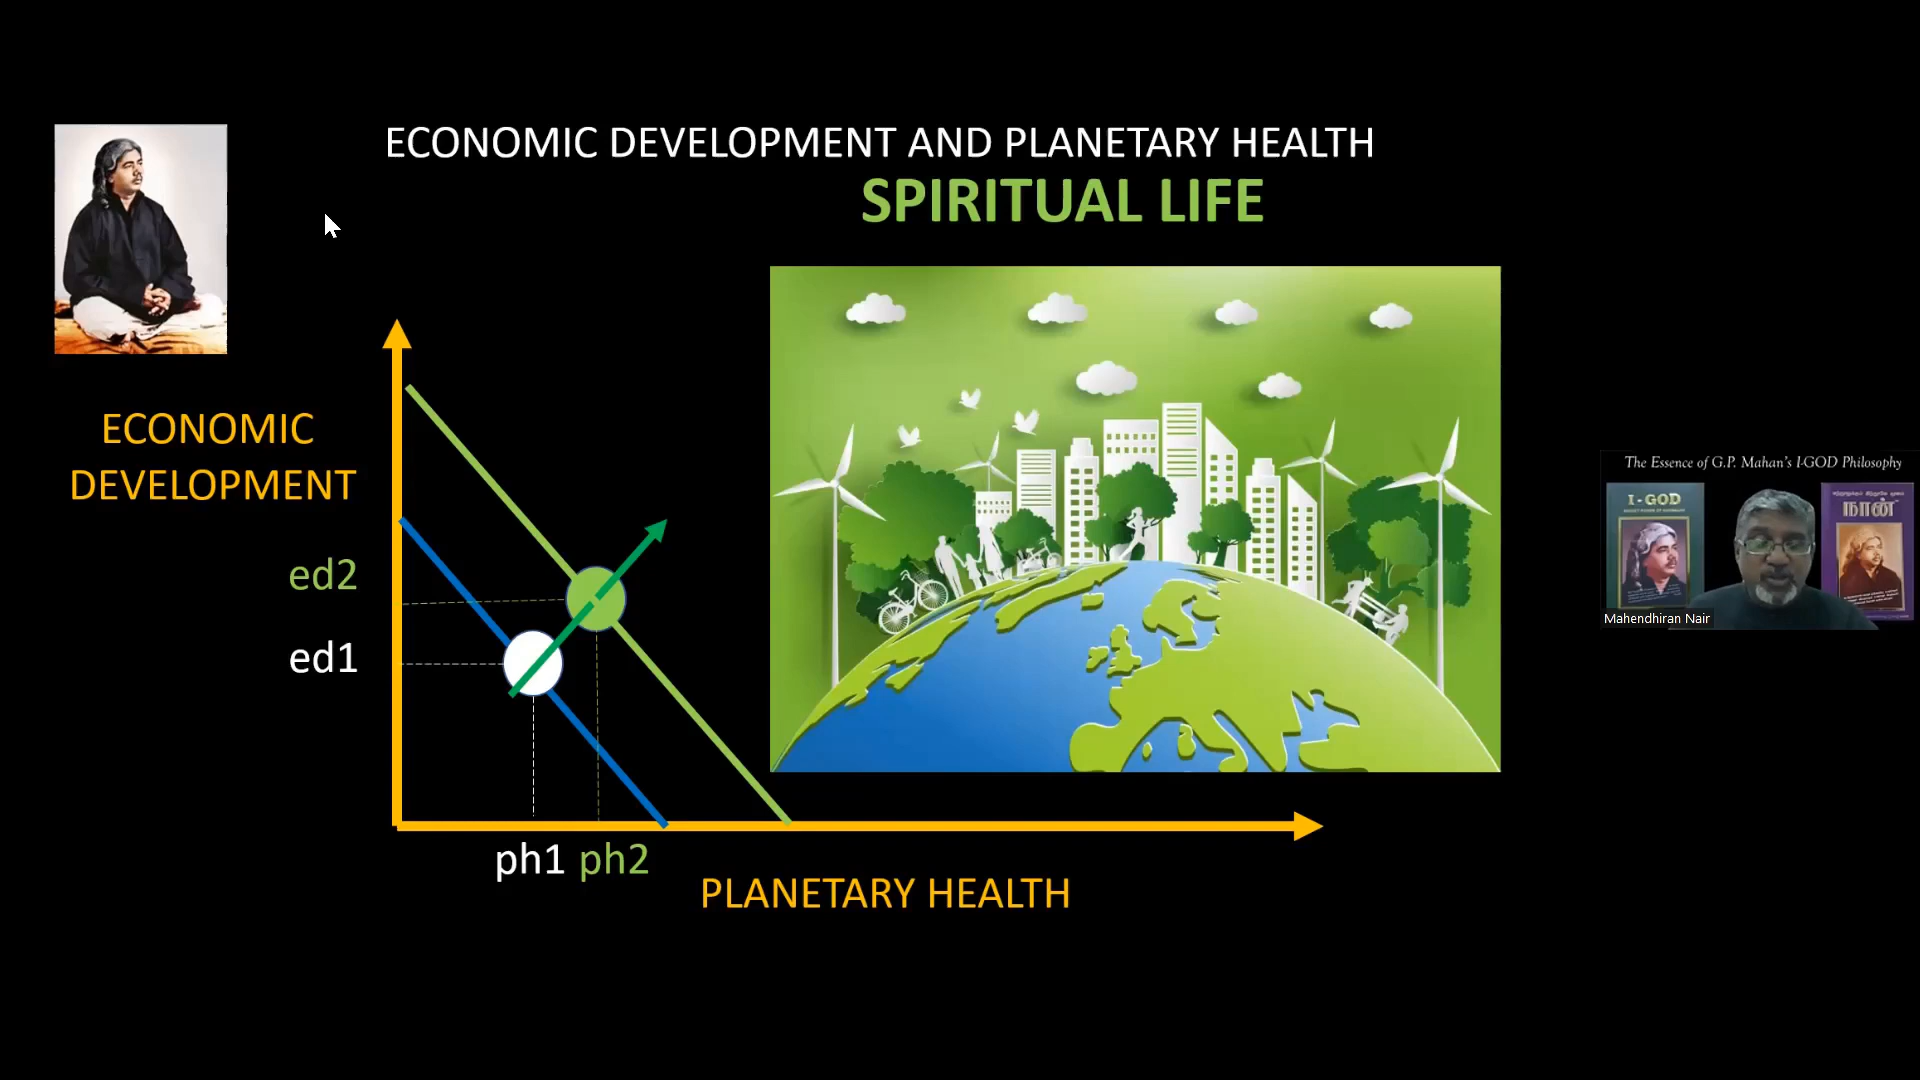 ECONOMIC DEVELOPMENT AND PLANETARY HEALTH
SPIRITUAL LIFE
ECONOMIC
DEVELOPMENT
ed2
ed1
ph1 ph2
PLANETARY HEALTH
The Essence of G.P. Mahan's I-GOD Philosophy
I-GOD
நான்
Mahendhiran Nair